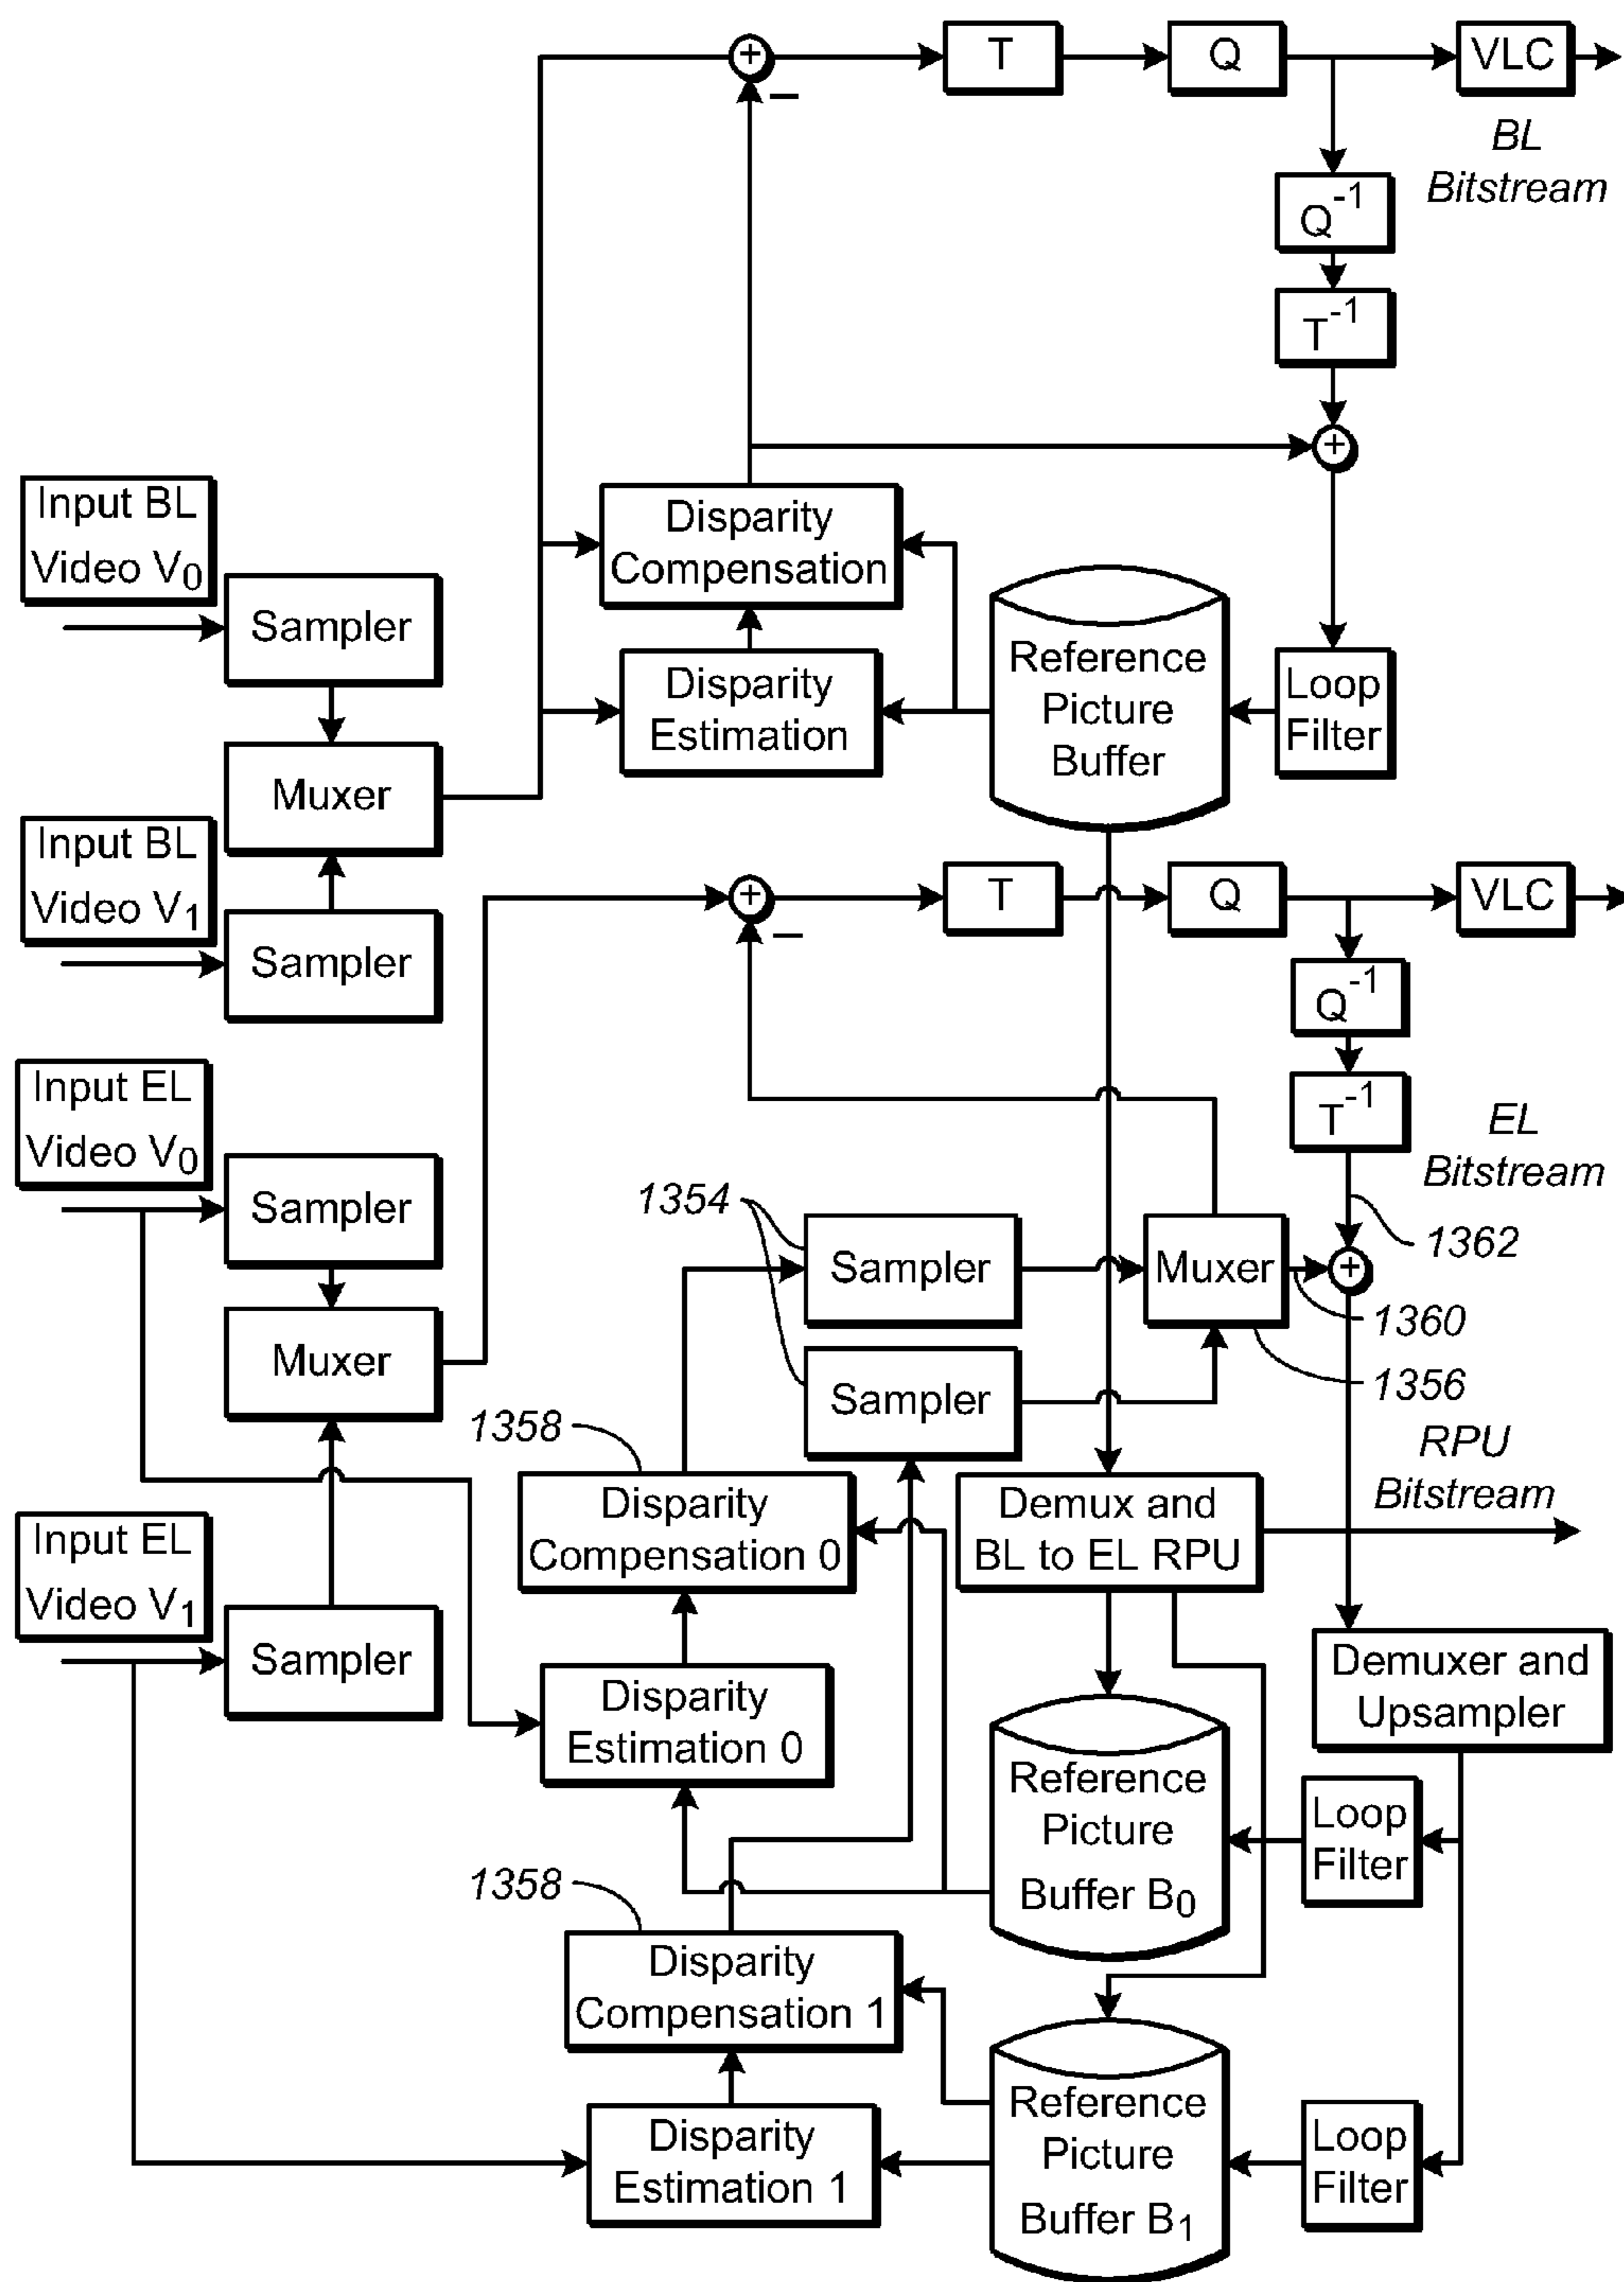 T
Q
VLC
BL
Bitstream
Q-1
T-1
Input BL
Video V0
Sampler
Disparity
Compensation
Disparity
Estimation
Reference
Picture
Buffer
Loop
Filter
Muxer
Input BL
Video V1
Sampler
T
Q
VLC
Q-1
T-1
EL
Bitstream
Input EL
Video V0
Sampler
1354
Sampler
Muxer
1362
1360
Muxer
Sampler
1356
1358
RPU
Bitstream
Disparity
Compensation 0
Demux and
BL to EL RPU
Input EL
Video V1
Sampler
Disparity
Estimation 0
Demuxer and
Upsampler
Reference
Picture
Buffer B0
Loop
Filter
1358
Disparity
Compensation 1
Disparity
Estimation 1
Reference
Picture
Buffer B1
Loop
Filter
+
−
+
+
−
+